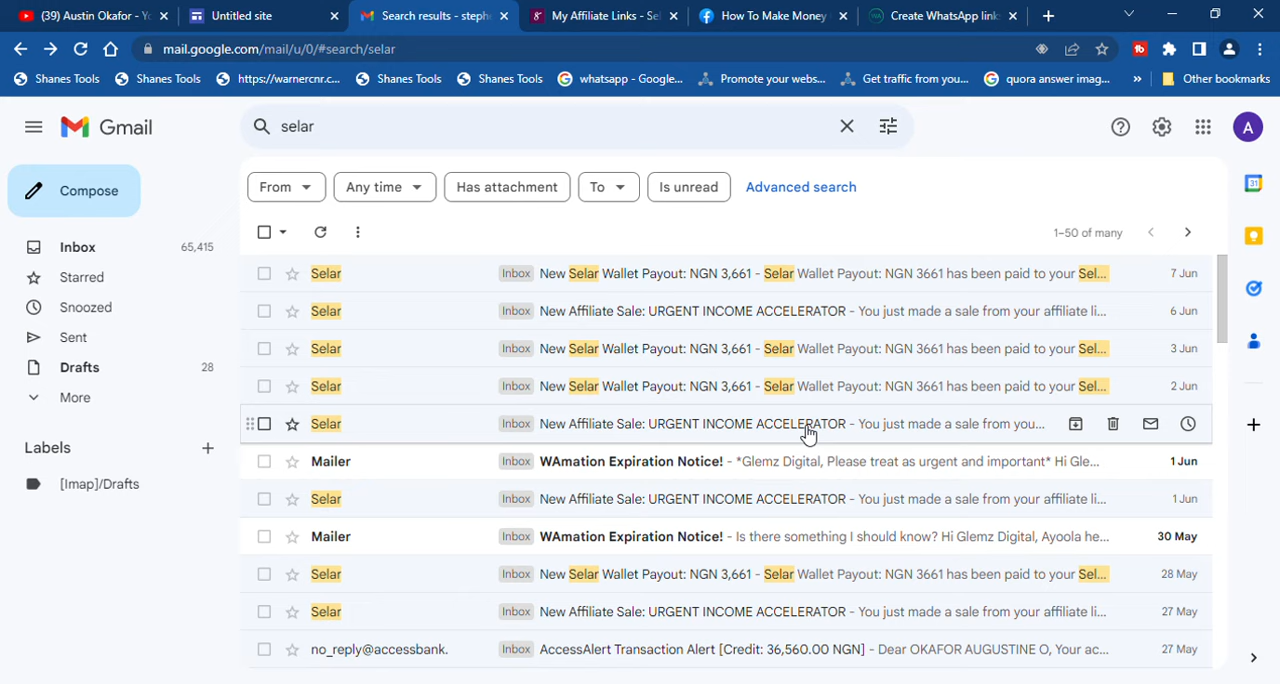 (39) Austin Okafor - Yo
Untitled site
Search results - steph
My Affiliate Links - Se
How To Make Money
Create WhatsApp link
mail.google.com/mail/u/0/#search/selar
Shanes Tools
Shanes Tools
https://warnercnr.c...
Shanes Tools
Shanes Tools
whatsapp - Google...
Promote your webs...
Get traffic from you...
quora answer imag...
»
Other bookmarks
Gmail
selar
A
Compose
From
Any time
Has attachment
To
Is unread
Advanced search
1–50 of many
Inbox 65,415
Starred
Snoozed
Sent
Drafts 28
More
Labels
[Imap]/Drafts
Selar Inbox New Selar Wallet Payout: NGN 3,661 - Selar Wallet Payout: NGN 3661 has been paid to your Sel... 7 Jun
Selar Inbox New Affiliate Sale: URGENT INCOME ACCELERATOR - You just made a sale from your affiliate li... 6 Jun
Selar Inbox New Selar Wallet Payout: NGN 3,661 - Selar Wallet Payout: NGN 3661 has been paid to your Sel... 3 Jun
Selar Inbox New Selar Wallet Payout: NGN 3,661 - Selar Wallet Payout: NGN 3661 has been paid to your Sel... 2 Jun
Selar Inbox New Affiliate Sale: URGENT INCOME ACCELERATOR - You just made a sale from you...
Mailer Inbox WAmation Expiration Notice! - *Glemz Digital, Please treat as urgent and important* Hi Gle... 1 Jun
Selar Inbox New Affiliate Sale: URGENT INCOME ACCELERATOR - You just made a sale from your affiliate li... 1 Jun
Mailer Inbox WAmation Expiration Notice! - Is there something I should know? Hi Glemz Digital, Ayoola he... 30 May
Selar Inbox New Selar Wallet Payout: NGN 3,661 - Selar Wallet Payout: NGN 3661 has been paid to your Sel... 28 May
Selar Inbox New Affiliate Sale: URGENT INCOME ACCELERATOR - You just made a sale from your affiliate li... 27 May
no_reply@accessbank. Inbox AccessAlert Transaction Alert [Credit: 36,560.00 NGN] - Dear OKAFOR AUGUSTINE O, Your ac... 27 May